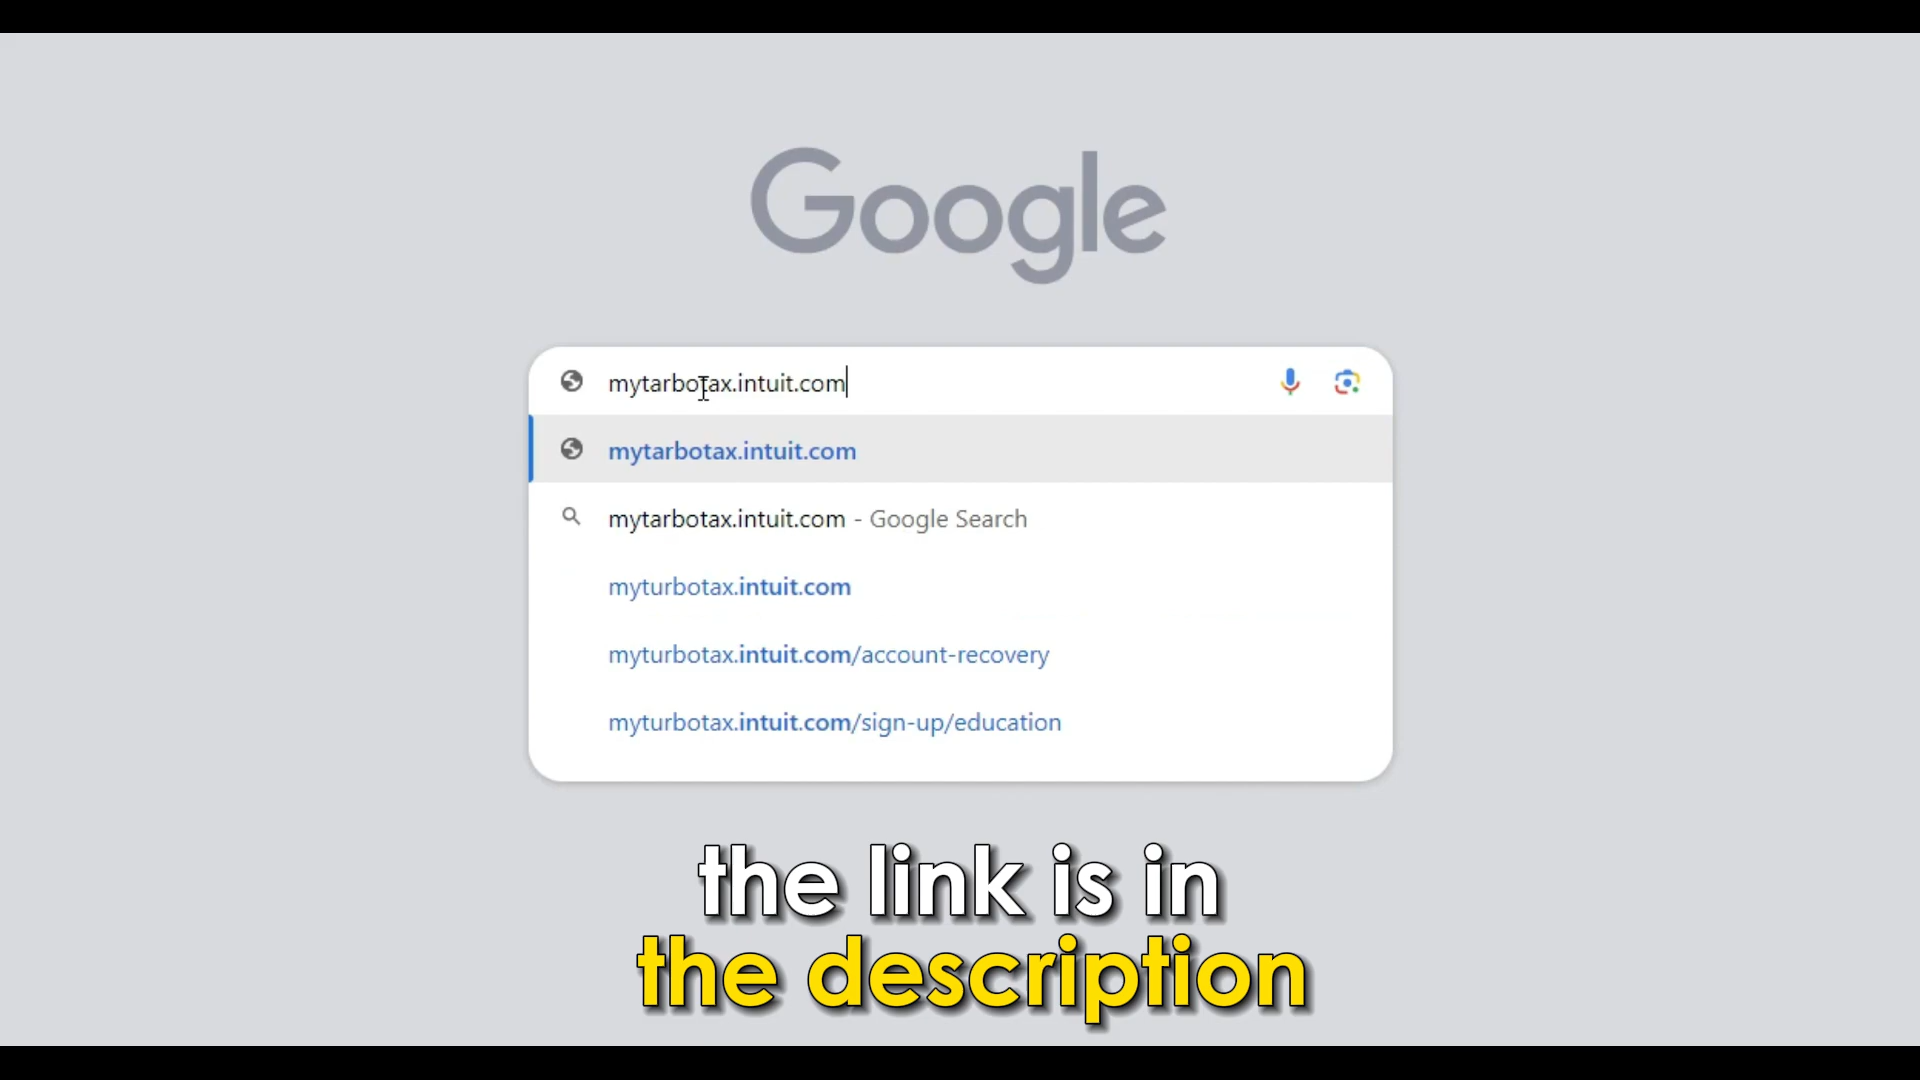 Google
mytarbotax.intuit.com
mytarbotax.intuit.com
mytarbotax.intuit.com - Google Search
myturbotax.intuit.com
myturbotax.intuit.com/account-recovery
myturbotax.intuit.com/sign-up/education
the link is in
the description